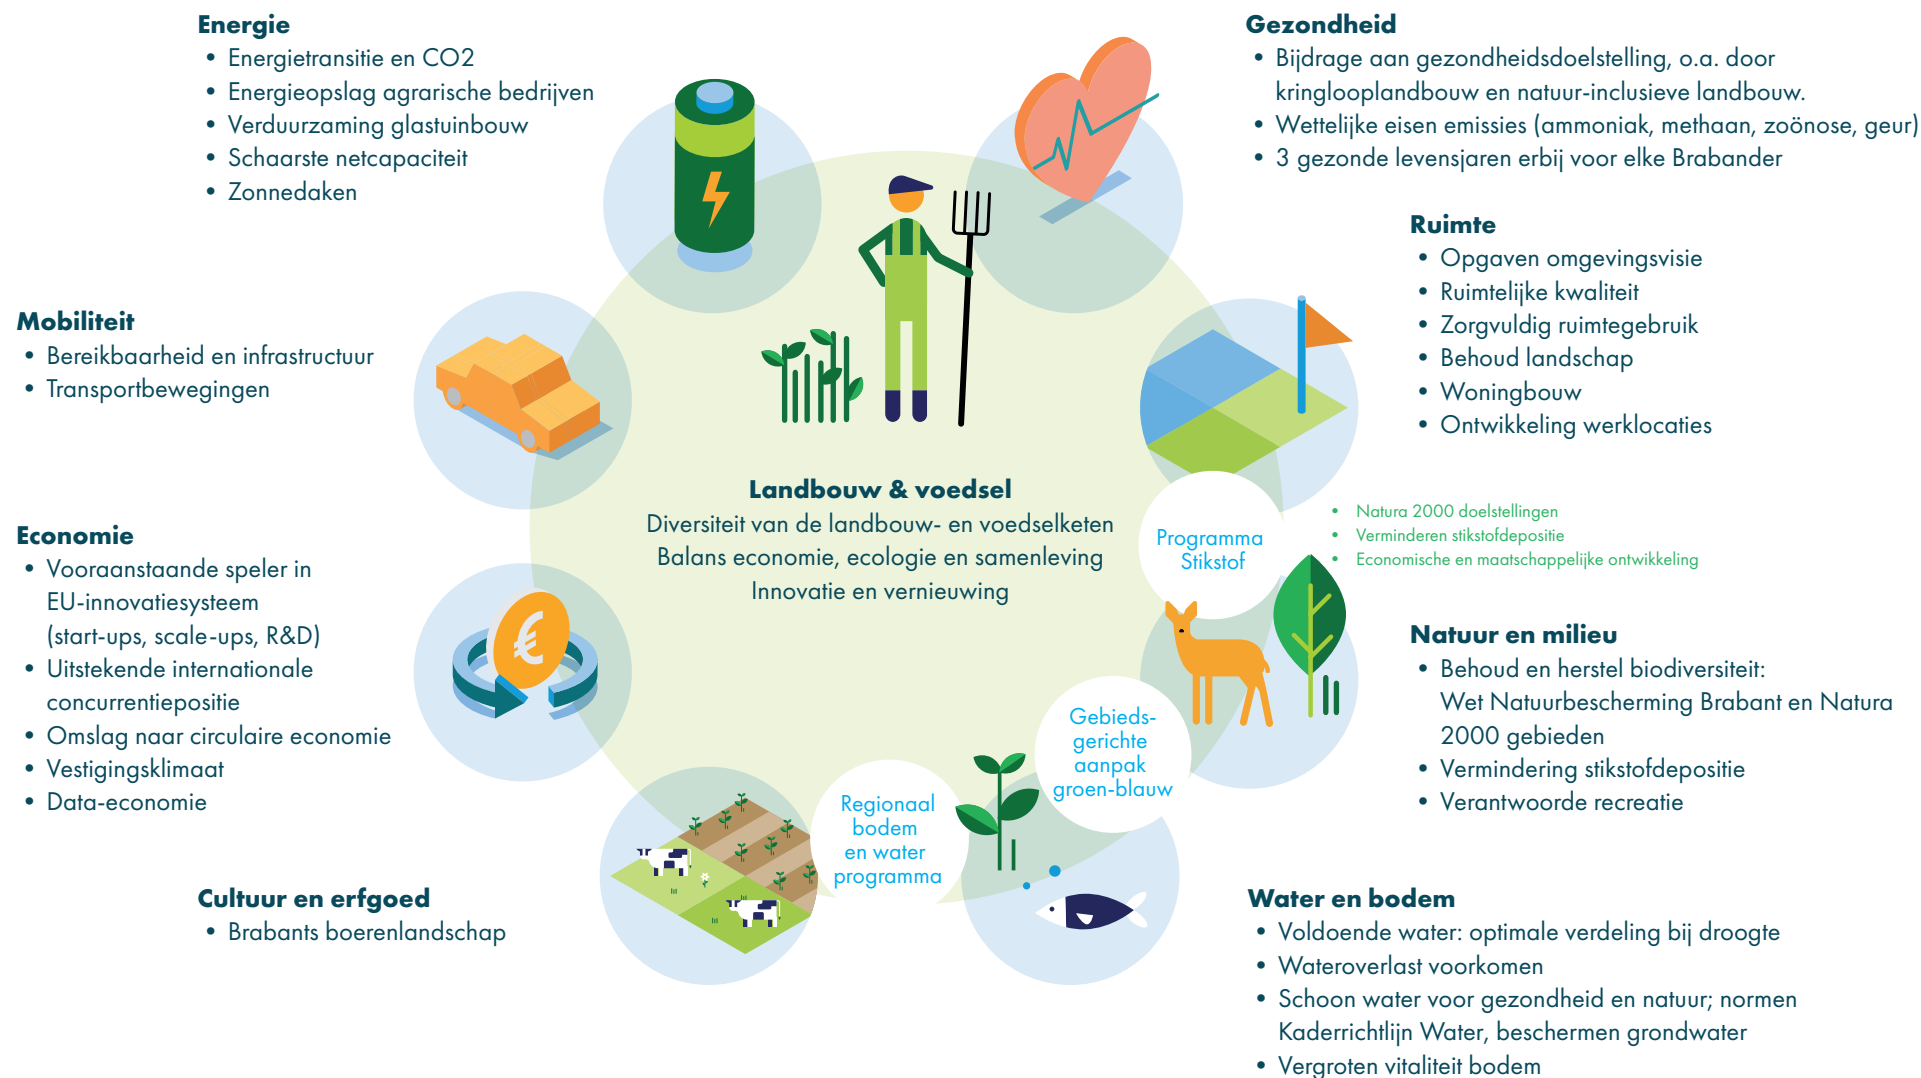 Energie
• Energietransitie en CO2
• Energieopslag agrarische bedrijven
• Verduurzaming glastuinbouw
• Schaarste netcapaciteit
• Zonnedaken
Gezondheid
• Bijdrage aan gezondheidsdoelstelling, o.a. door
kringlooplandbouw en natuur-inclusieve landbouw.
• Wettelijke eisen emissies (ammoniak, methaan, zoönose, geur)
• 3 gezonde levensjaren erbij voor elke Brabander
Ruimte
• Opgaven omgevingsvisie
• Ruimtelijke kwaliteit
• Zorgvuldig ruimtegebruik
• Behoud landschap
• Woningbouw
• Ontwikkeling werklocaties
Mobiliteit
• Bereikbaarheid en infrastructuur
• Transportbewegingen
Landbouw & voedsel
Diversiteit van de landbouw- en voedselketen
Balans economie, ecologie en samenleving
Innovatie en vernieuwing
Programma
Stikstof
• Natura 2000 doelstellingen
• Verminderen stikstofdepositie
• Economische en maatschappelijke ontwikkeling
Economie
• Vooraanstaande speler in
EU-innovatiesysteem
(start-ups, scale-ups, R&D)
• Uitstekende internationale
concurrentiepositie
• Omslag naar circulaire economie
• Vestigingsklimaat
• Data-economie
€
Natuur en milieu
• Behoud en herstel biodiversiteit:
Wet Natuurbescherming Brabant en Natura
2000 gebieden
• Vermindering stikstofdepositie
• Verantwoorde recreatie
Gebieds-
gerichte
aanpak
groen-blauw
Regionaal
bodem
en water
programma
Cultuur en erfgoed
• Brabants boerenlandschap
Water en bodem
• Voldoende water: optimale verdeling bij droogte
• Wateroverlast voorkomen
• Schoon water voor gezondheid en natuur; normen
Kaderrichtlijn Water, beschermen grondwater
• Vergroten vitaliteit bodem